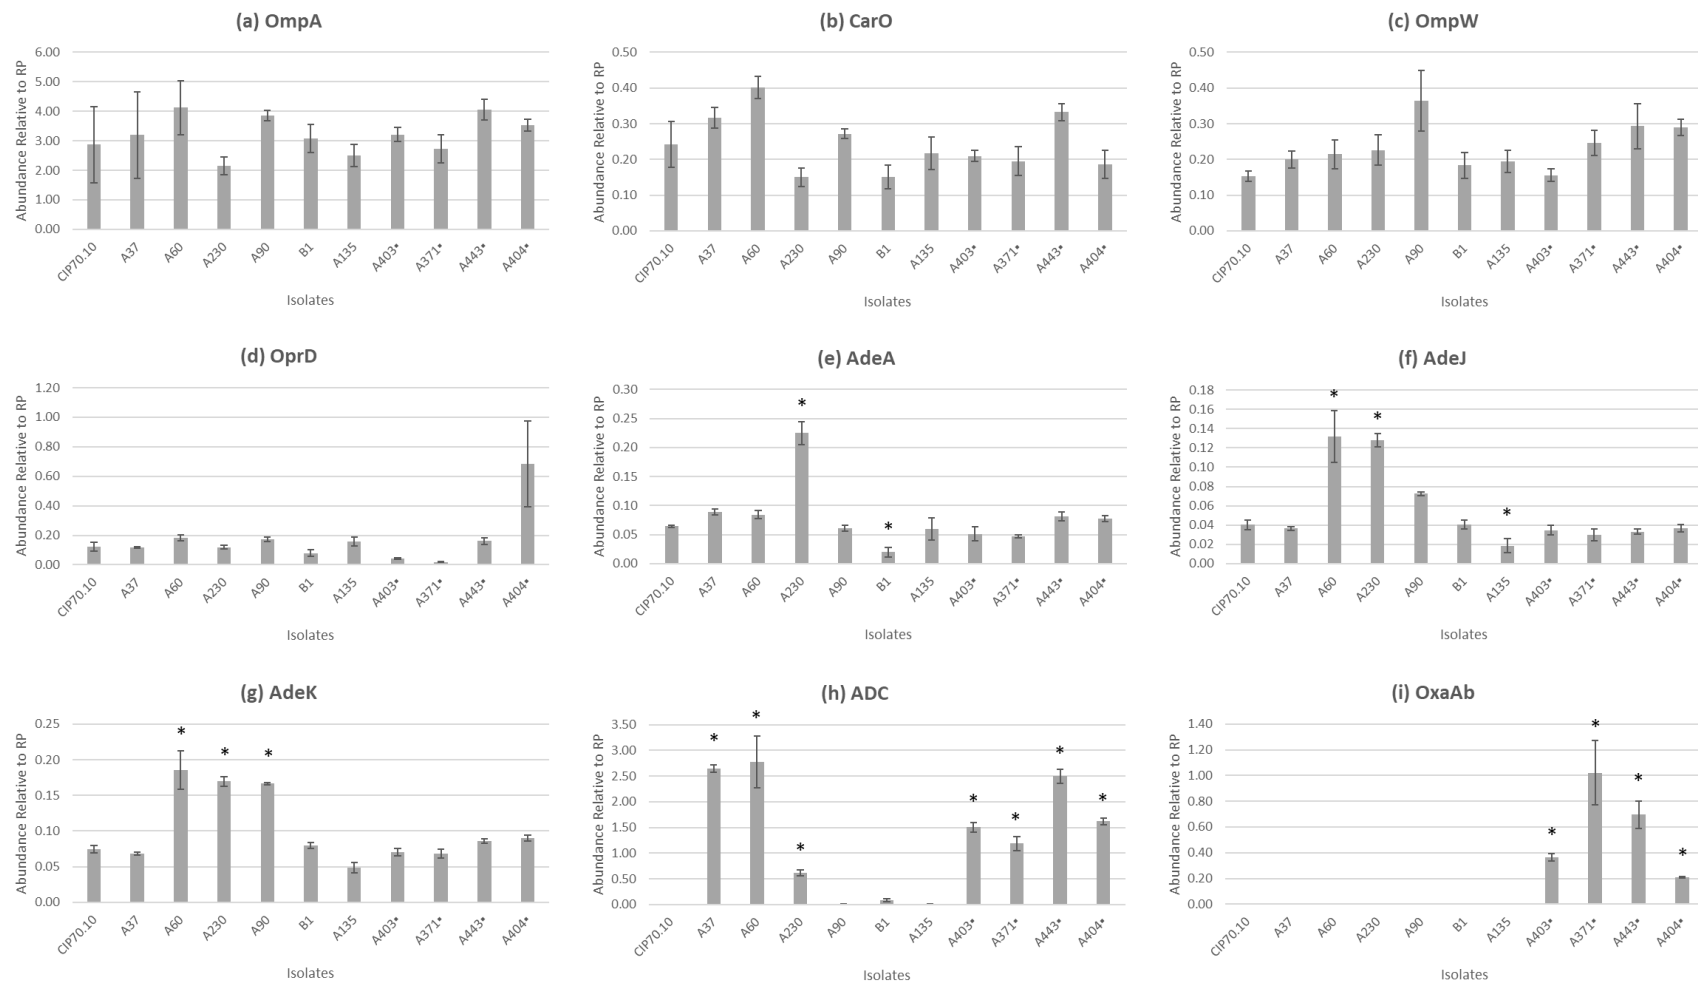 (a) OmpA
Abundance Relative to RP
6.00
5.00
4.00
3.00
2.00
1.00
0.00
CIP70.10 A37 A60 A230 A90 B1 A135 A403▪ A371▪ A443▪ A404▪
Isolates
(b) CarO
Abundance Relative to RP
0.50
0.40
0.30
0.20
0.10
0.00
CIP70.10 A37 A60 A230 A90 B1 A135 A403▪ A371▪ A443▪ A404▪
Isolates
(c) OmpW
Abundance Relative to RP
0.50
0.40
0.30
0.20
0.10
0.00
CIP70.10 A37 A60 A230 A90 B1 A135 A403▪ A371▪ A443▪ A404▪
Isolates
(d) OprD
Abundance Relative to RP
1.20
1.00
0.80
0.60
0.40
0.20
0.00
CIP70.10 A37 A60 A230 A90 B1 A135 A403▪ A371▪ A443▪ A404▪
Isolates
(e) AdeA
Abundance Relative to RP
0.30
0.25
0.20
0.15
0.10
0.05
0.00
* *
CIP70.10 A37 A60 A230 A90 B1 A135 A403▪ A371▪ A443▪ A404▪
Isolates
(f) AdeJ
Abundance Relative to RP
0.18
0.16
0.14
0.12
0.10
0.08
0.06
0.04
0.02
0.00
* * *
CIP70.10 A37 A60 A230 A90 B1 A135 A403▪ A371▪ A443▪ A404▪
Isolates
(g) AdeK
Abundance Relative to RP
0.25
0.20
0.15
0.10
0.05
0.00
* * *
CIP70.10 A37 A60 A230 A90 B1 A135 A403▪ A371▪ A443▪ A404▪
Isolates
(h) ADC
Abundance Relative to RP
3.50
3.00
2.50
2.00
1.50
1.00
0.50
0.00
* * * * * * *
CIP70.10 A37 A60 A230 A90 B1 A135 A403▪ A371▪ A443▪ A404▪
Isolates
(i) OxaAb
Abundance Relative to RP
1.40
1.20
1.00
0.80
0.60
0.40
0.20
0.00
* * * *
CIP70.10 A37 A60 A230 A90 B1 A135 A403▪ A371▪ A443▪ A404▪
Isolates